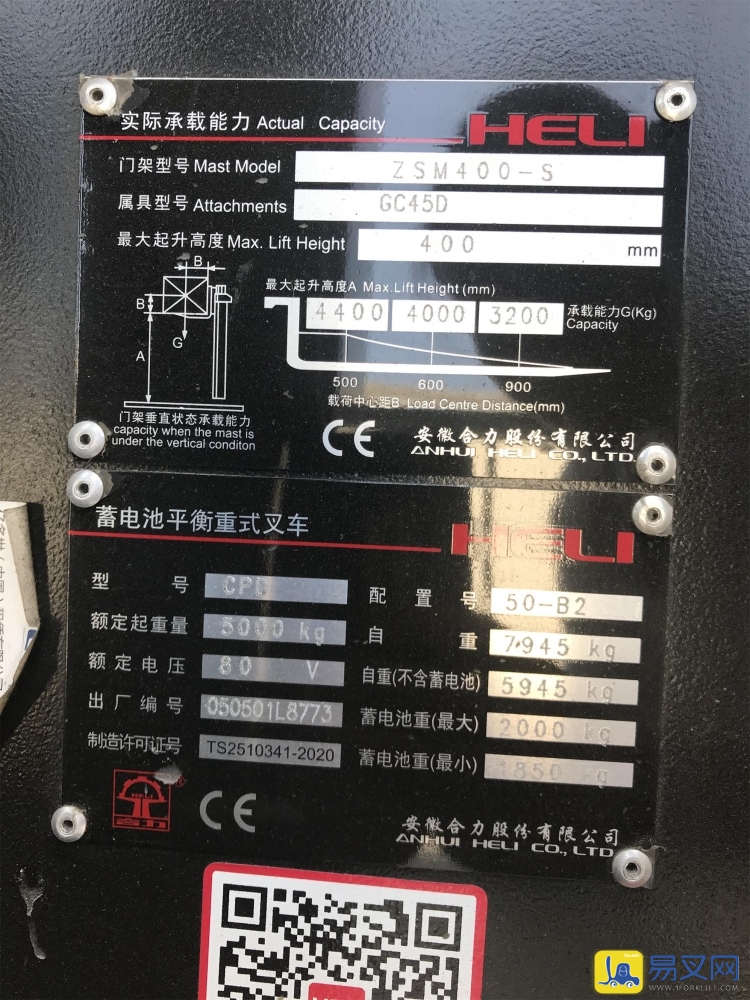 实际承载能力 Actual Capacity HELI
门架型号 Mast Model ZSM400-S
属具型号 Attachments GC45D
最大起升高度 Max. Lift Height 400 mm
最大起升高度A Max.Lift Height (mm)
B
B
G
A
4400 4000 3200 承载能力G(Kg)
Capacity
500 600 900
载荷中心距B Load Centre Distance(mm)
门架垂直状态承载能力
capacity when the mast is
under the vertical conditon
CE
安徽合力股份有限公司
ANHUI HELI CO.,LTD.
蓄电池平衡重式叉车 HELI
型 号 CPD 配 置 号 50-B2
额定起重量 5000 kg 自 重 7945 kg
额定电压 80 V 自重(不含蓄电池) 5945 kg
出厂编号 050501L8773 蓄电池重(最大) 2000 kg
制造许可证号 TS2510341-2020 蓄电池重(最小) 1850 kg
HELI
合力
®
CE
安徽合力股份有限公司
ANHUI HELI CO.,LTD
易叉网
WWW.1FORKLIFT.COM